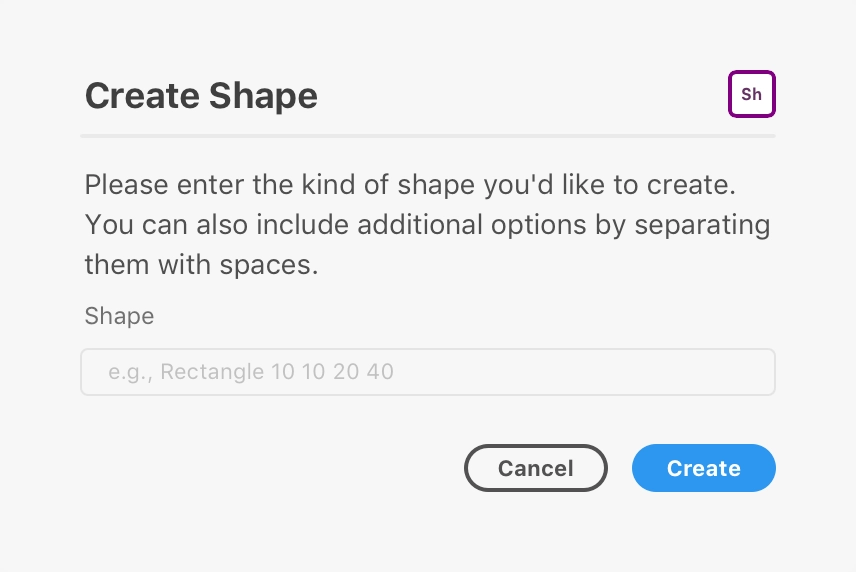 Create Shape
Sh
Please enter the kind of shape you'd like to create.
You can also include additional options by separating
them with spaces.
Shape
e.g., Rectangle 10 10 20 40
Cancel
Create